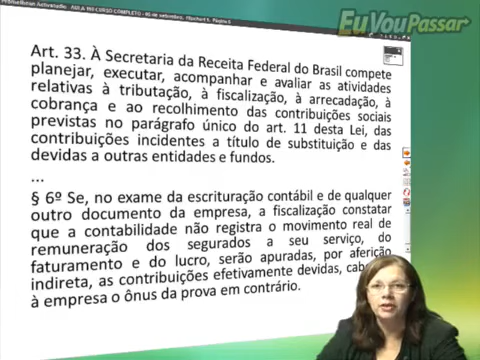 EuVouPassar
Art. 33. À Secretaria da Receita Federal do Brasil compete
planejar, executar, acompanhar e avaliar as atividades
relativas à tributação, à fiscalização, à arrecadação, à
cobrança e ao recolhimento das contribuições sociais
previstas no parágrafo único do art. 11 desta Lei, das
contribuições incidentes a título de substituição e das
devidas a outras entidades e fundos.
...
§ 6º Se, no exame da escrituração contábil e de qualquer
outro documento da empresa, a fiscalização constatar
que a contabilidade não registra o movimento real de
remuneração dos segurados a seu serviço, do
faturamento e do lucro, serão apuradas, por aferição
indireta, as contribuições efetivamente devidas,
à empresa o ônus da prova em contrário.